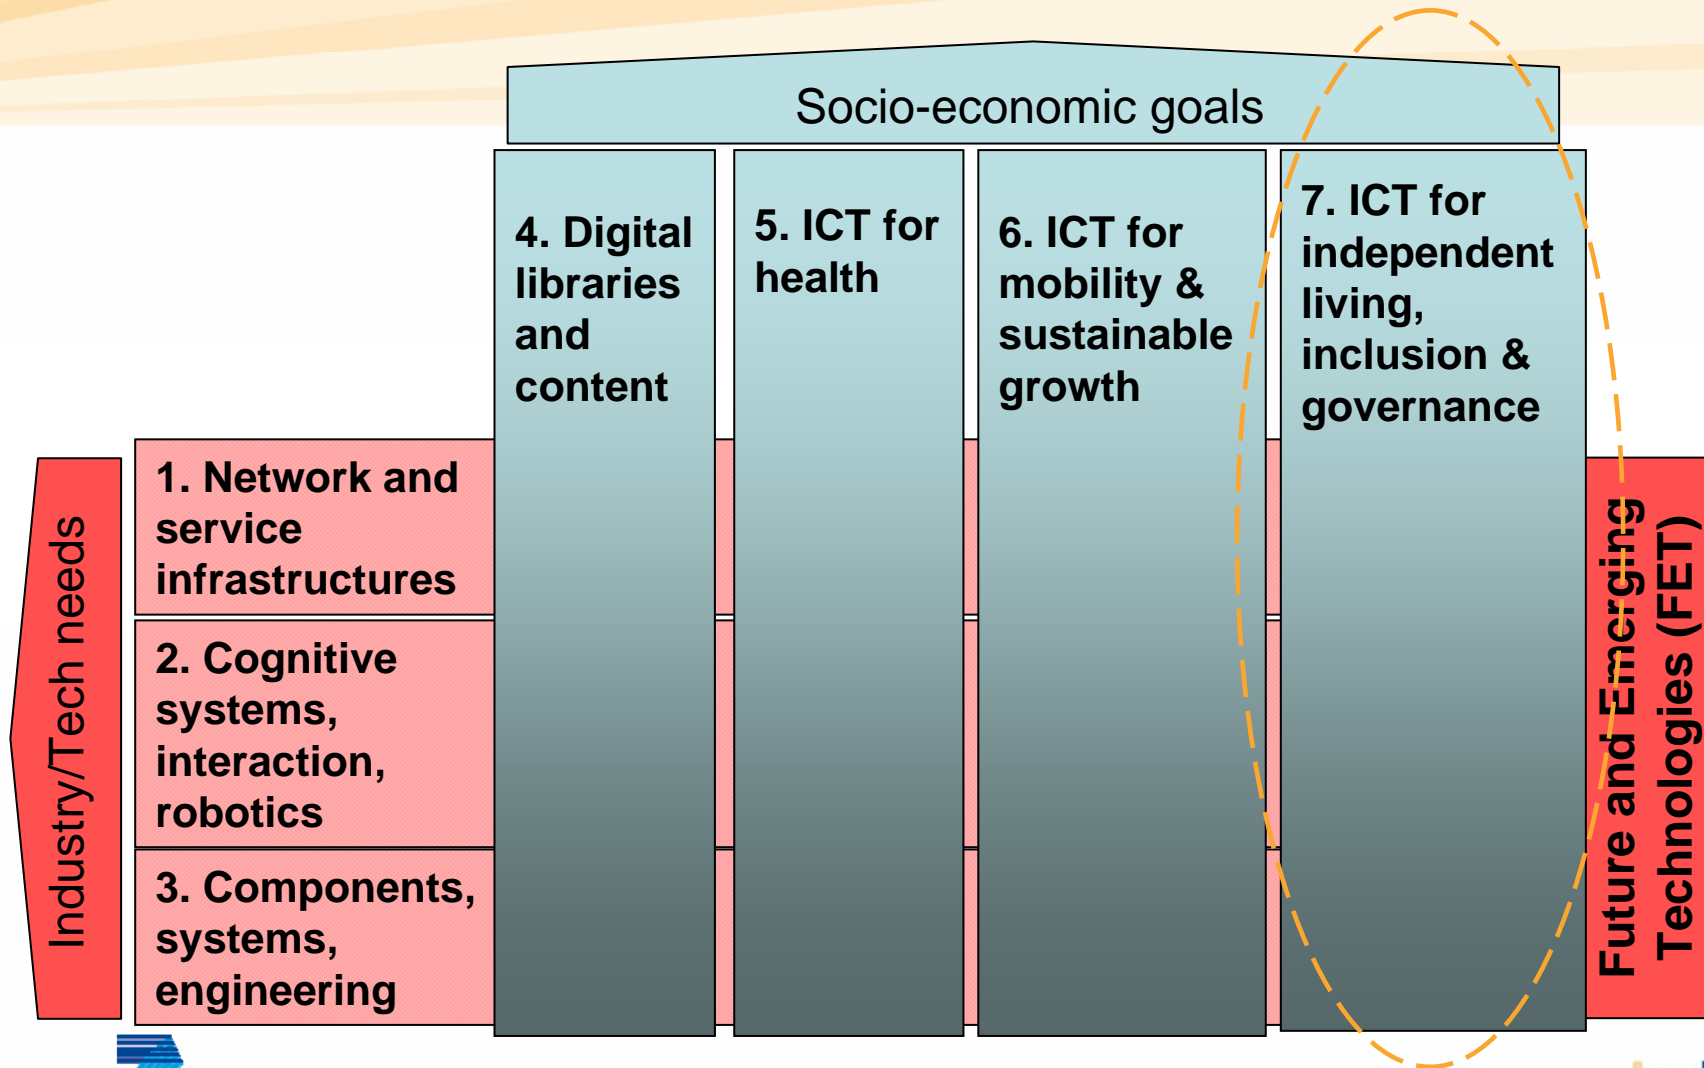 Socio-economic goals
4. Digital
libraries
and
content
5. ICT for
health
6. ICT for
mobility &
sustainable
growth
7. ICT for
independent
living,
inclusion &
governance
Industry/Tech needs
1. Network and
service
infrastructures
2. Cognitive
systems,
interaction,
robotics
3. Components,
systems,
engineering
Future and Emerging
Technologies (FET)